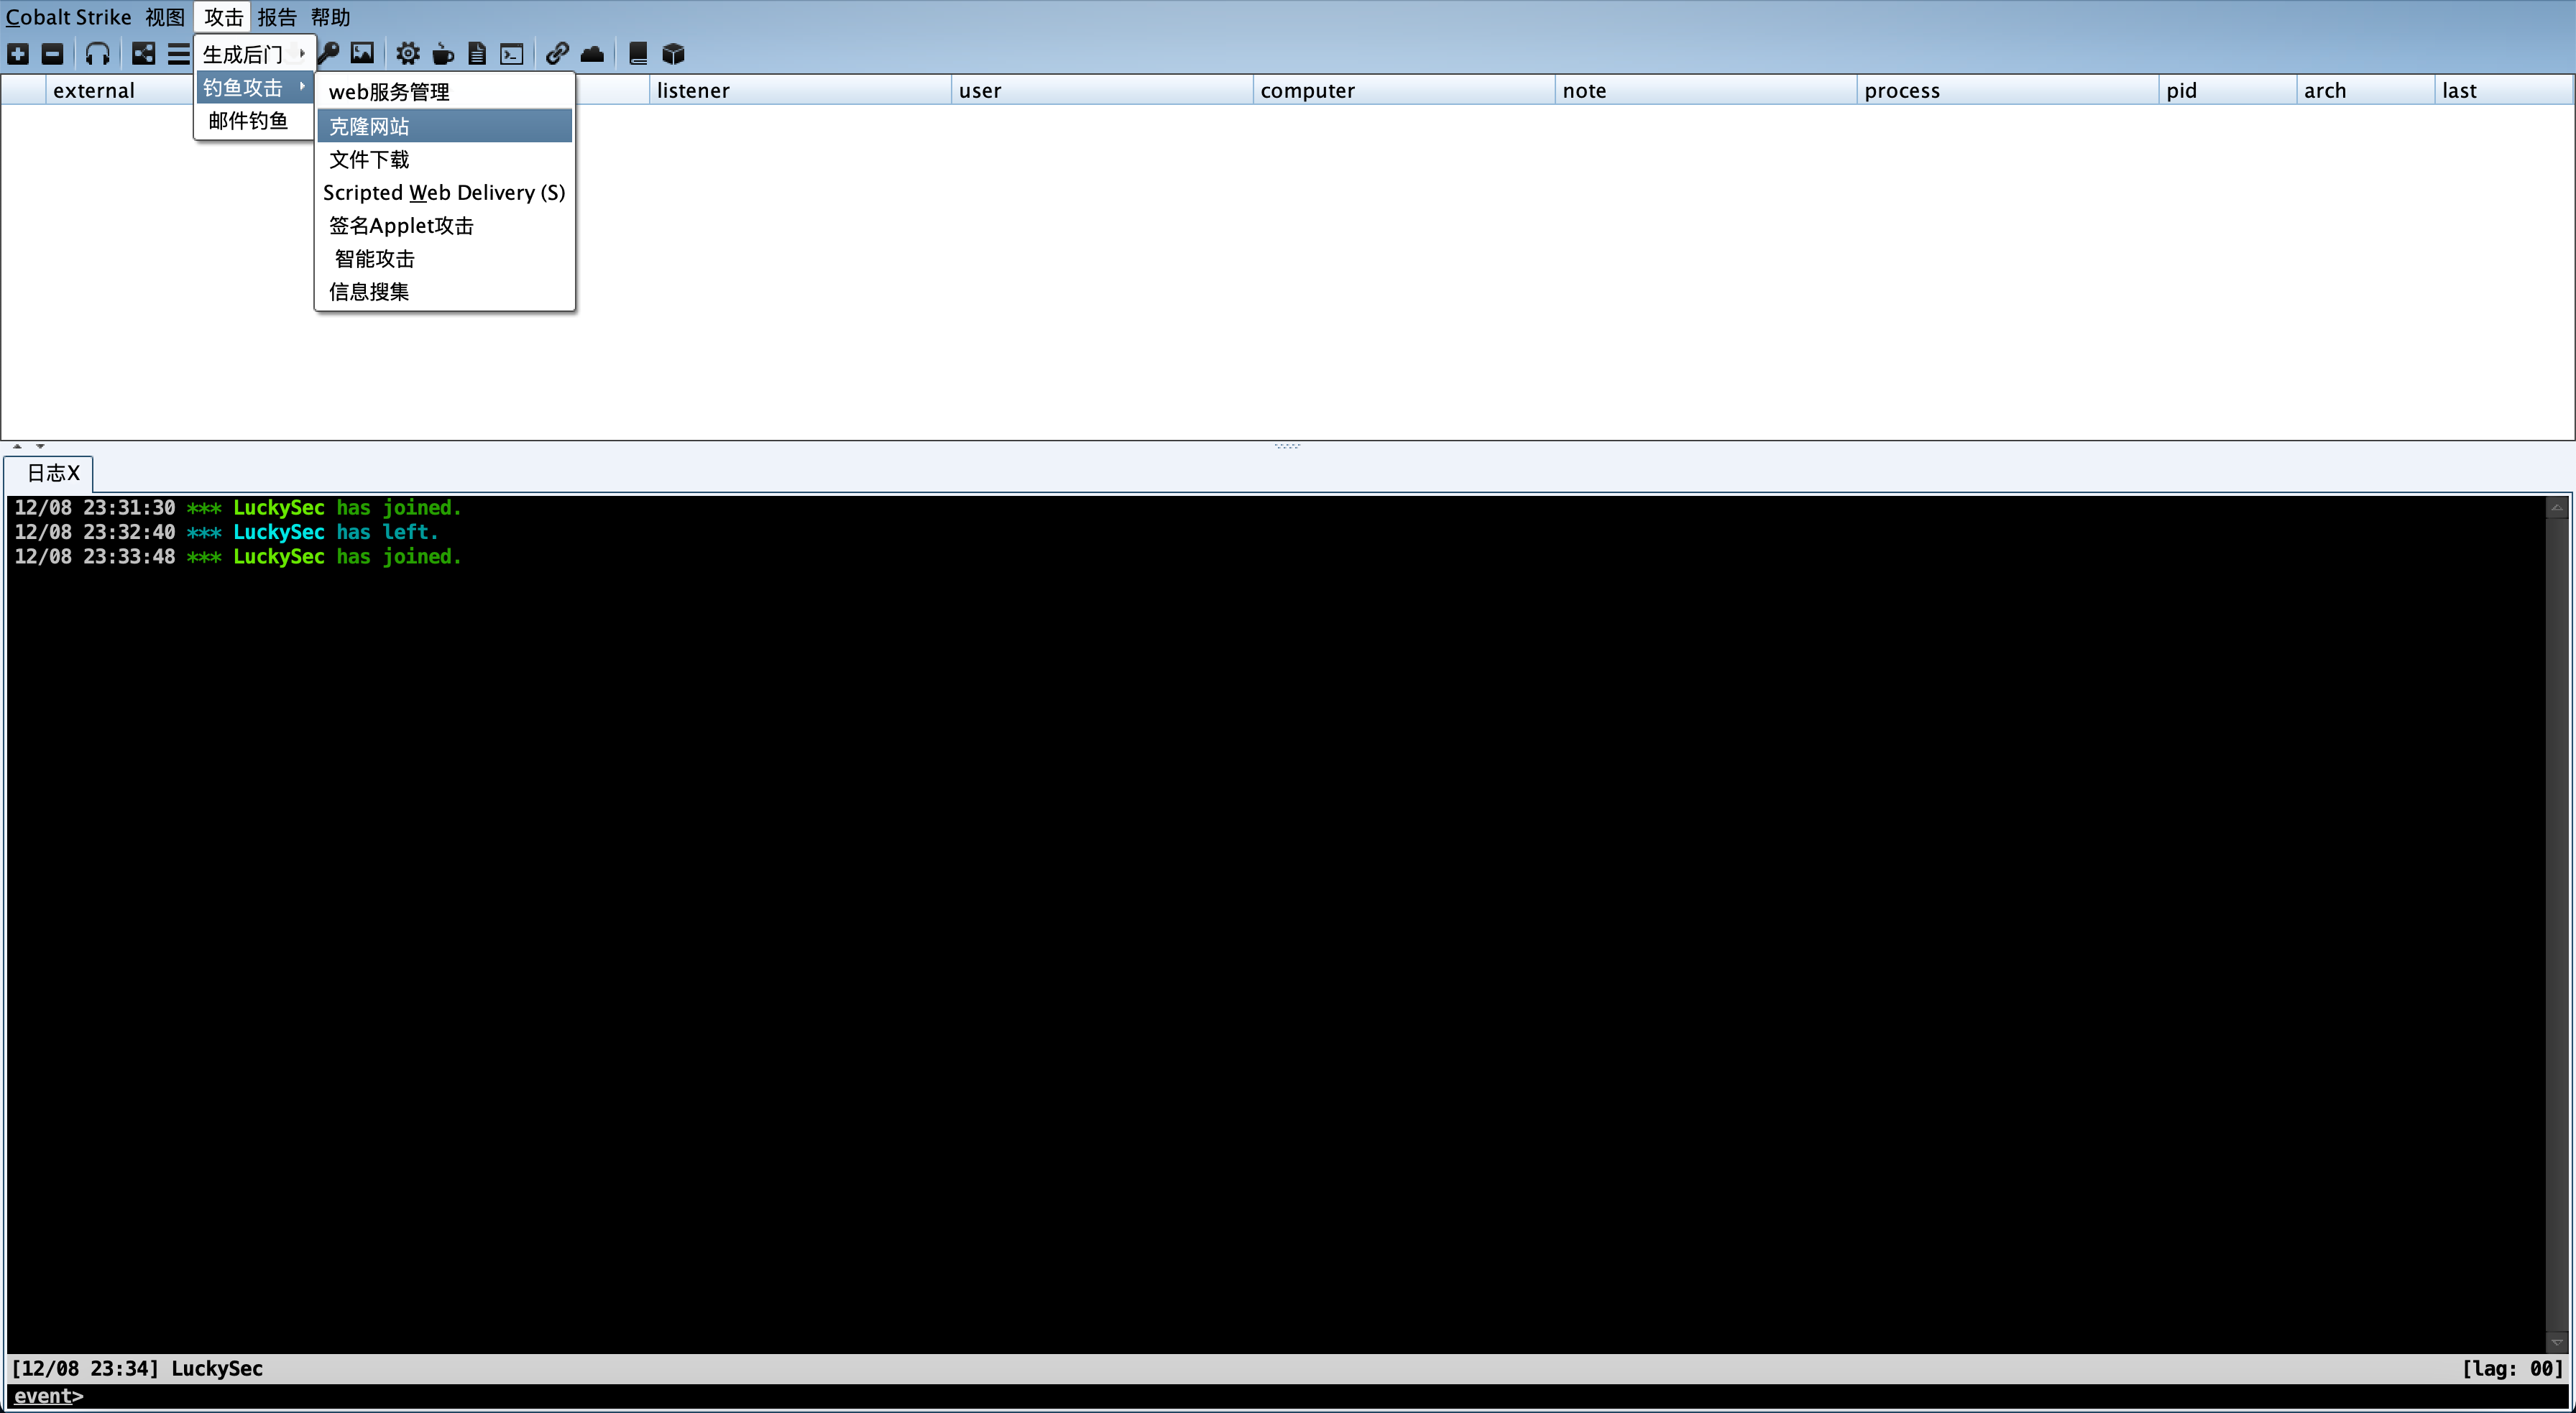 Cobalt Strike 视图 攻击 报告 帮助
生成后门
钓鱼攻击
邮件钓鱼
web服务管理
克隆网站
文件下载
Scripted Web Delivery (S)
签名Applet攻击
智能攻击
信息搜集
external listener user computer note process pid arch last
日志X
12/08 23:31:30 *** LuckySec has joined.
12/08 23:32:40 *** LuckySec has left.
12/08 23:33:48 *** LuckySec has joined.
[12/08 23:34] LuckySec [lag: 00]
event>